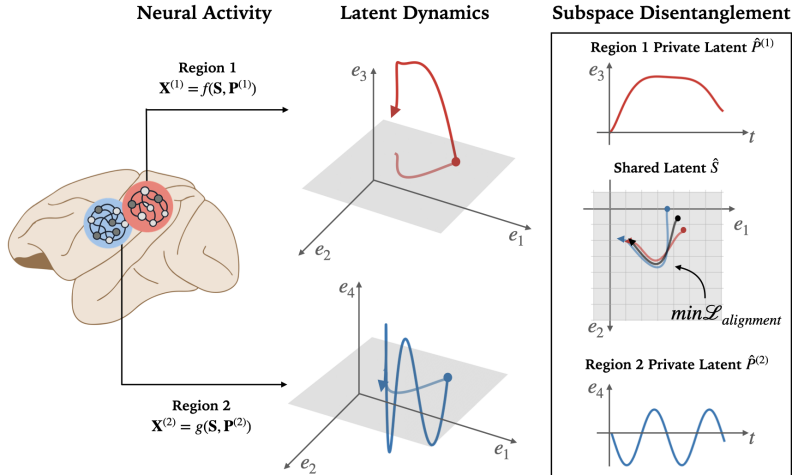 Neural Activity
Latent Dynamics
Subspace Disentanglement
Region 1
X⁽¹⁾ = f(S, P⁽¹⁾)
Region 2
X⁽²⁾ = g(S, P⁽²⁾)
e₃
e₂
e₁
e₄
e₂
e₁
Region 1 Private Latent P̂⁽¹⁾
e₃
t
Shared Latent Ŝ
e₁
e₂
minℒ_alignment
Region 2 Private Latent P̂⁽²⁾
e₄
t